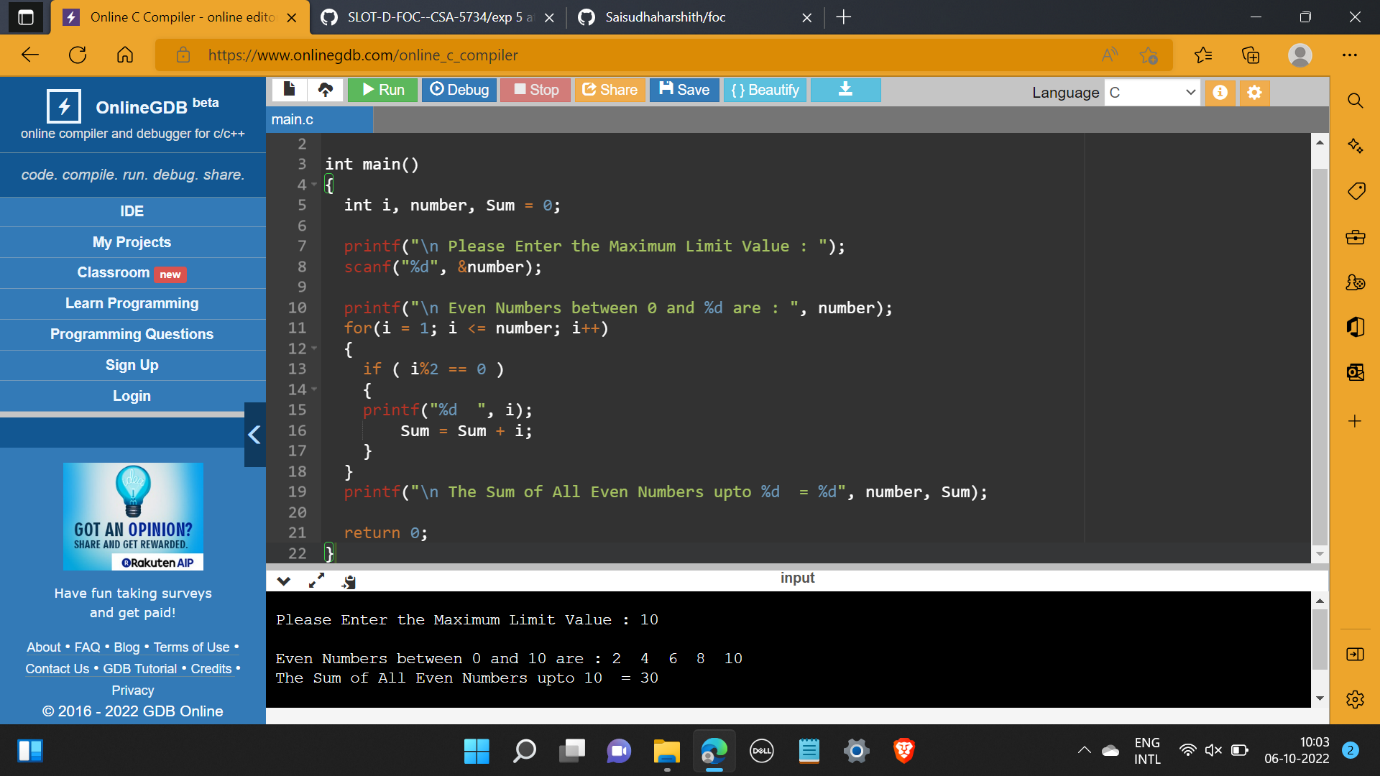 Online C Compiler - online edito
SLOT-D-FOC--CSA-5734/exp 5 a
Saisudhaharshith/foc
https://www.onlinegdb.com/online_c_compiler
OnlineGDB beta
online compiler and debugger for c/c++
code. compile. run. debug. share.
IDE
My Projects
Classroom new
Learn Programming
Programming Questions
Sign Up
Login
GOT AN OPINION?
SHARE AND GET REWARDED.
Rakuten AIP
Have fun taking surveys
and get paid!
About • FAQ • Blog • Terms of Use •
Contact Us • GDB Tutorial • Credits •
Privacy
© 2016 - 2022 GDB Online
Run Debug Stop Share Save {} Beautify
Language C
main.c
2
3 int main()
4 {
5 int i, number, Sum = 0;
6
7 printf("\n Please Enter the Maximum Limit Value : ");
8 scanf("%d", &number);
9
10 printf("\n Even Numbers between 0 and %d are : ", number);
11 for(i = 1; i <= number; i++)
12 {
13 if ( i%2 == 0 )
14 {
15 printf("%d  ", i);
16 Sum = Sum + i;
17 }
18 }
19 printf("\n The Sum of All Even Numbers upto %d  = %d", number, Sum);
20
21 return 0;
22 }
input
Please Enter the Maximum Limit Value : 10
Even Numbers between 0 and 10 are : 2  4  6  8  10
The Sum of All Even Numbers upto 10  = 30
DELL
ENG
INTL
10:03
06-10-2022
2